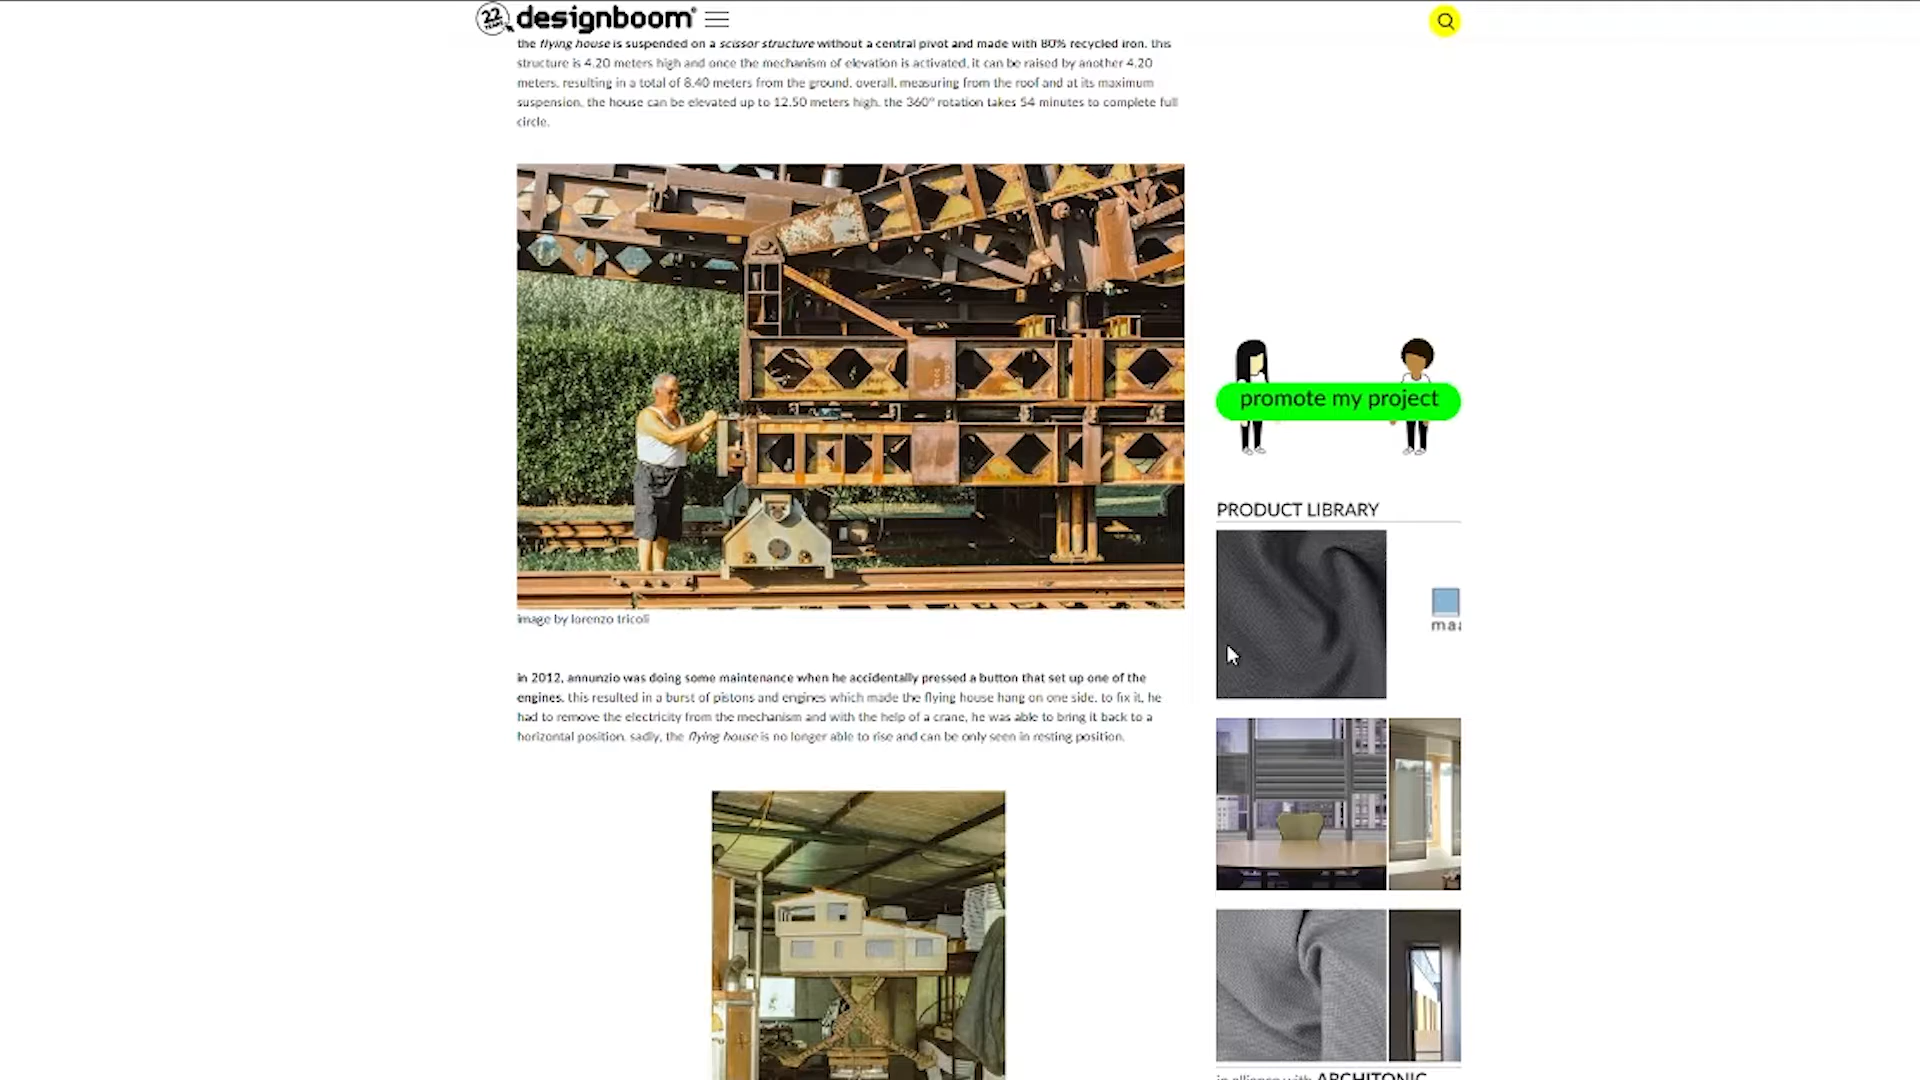 22
YEARS
designboom®
the flying house is suspended on a scissor structure without a central pivot and made with 80% recycled iron. this
structure is 4.20 meters high and once the mechanism of elevation is activated, it can be raised by another 4.20
meters, resulting in a total of 8.40 meters from the ground. overall, measuring from the roof and at its maximum
suspension, the house can be elevated up to 12.50 meters high. the 360° rotation takes 54 minutes to complete full
circle.
promote my project
PRODUCT LIBRARY
maa
image by lorenzo tricoli
in 2012, annunzio was doing some maintenance when he accidentally pressed a button that set up one of the
engines. this resulted in a burst of pistons and engines which made the flying house hang on one side. to fix it, he
had to remove the electricity from the mechanism and with the help of a crane, he was able to bring it back to a
horizontal position. sadly, the flying house is no longer able to rise and can be only seen in resting position.
in alliance with ARCHITONIC